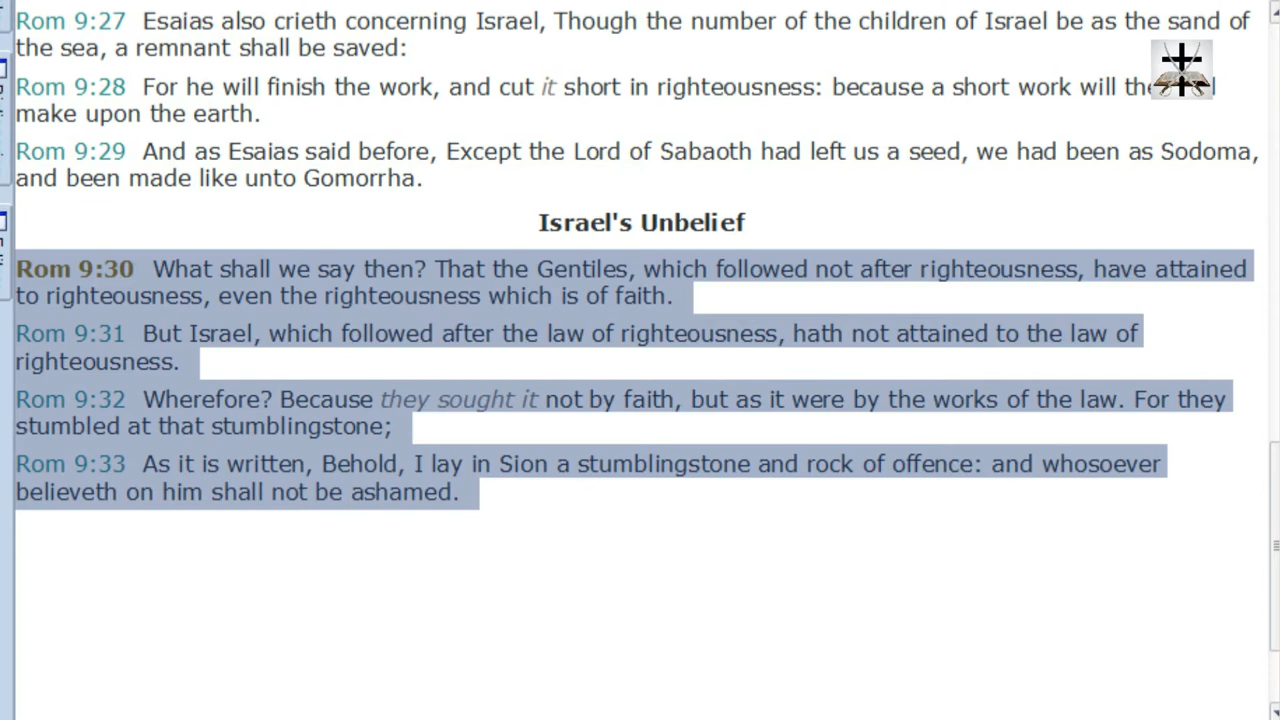 Rom 9:27 Esaias also crieth concerning Israel, Though the number of the children of Israel be as the sand of
the sea, a remnant shall be saved:
Rom 9:28 For he will finish the work, and cut it short in righteousness: because a short work will
make upon the earth.
Rom 9:29 And as Esaias said before, Except the Lord of Sabaoth had left us a seed, we had been as Sodoma,
and been made like unto Gomorrha.
Israel's Unbelief
Rom 9:30 What shall we say then? That the Gentiles, which followed not after righteousness, have attained
to righteousness, even the righteousness which is of faith.
Rom 9:31 But Israel, which followed after the law of righteousness, hath not attained to the law of
righteousness.
Rom 9:32 Wherefore? Because they sought it not by faith, but as it were by the works of the law. For they
stumbled at that stumblingstone;
Rom 9:33 As it is written, Behold, I lay in Sion a stumblingstone and rock of offence: and whosoever
believeth on him shall not be ashamed.